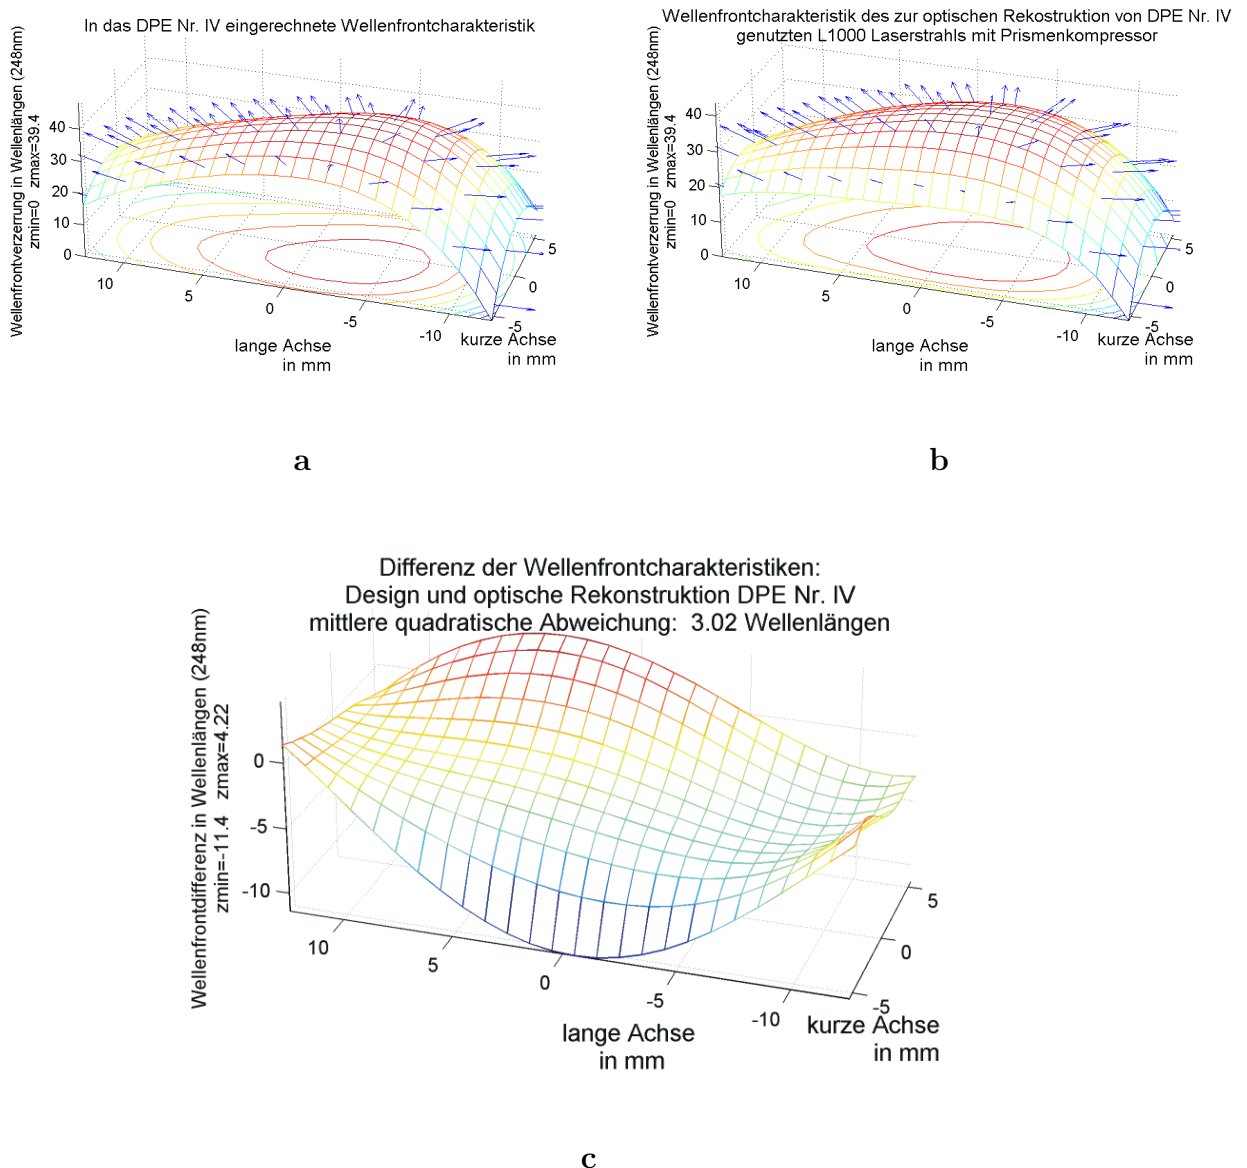 In das DPE Nr. IV eingerechnete Wellenfrontcharakteristik
Wellenfrontverzerrung in Wellenlängen (248nm)
zmin=0 zmax=39.4
40
30
20
10
0
10
5
0
-5
-10
5
0
-5
lange Achse
in mm
kurze Achse
in mm
a
Wellenfrontcharakteristik des zur optischen Rekostruktion von DPE Nr. IV
genutzten L1000 Laserstrahls mit Prismenkompressor
Wellenfrontverzerrung in Wellenlängen (248nm)
zmin=0 zmax=39.4
40
30
20
10
0
10
5
0
-5
-10
5
0
-5
lange Achse
in mm
kurze Achse
in mm
b
Differenz der Wellenfrontcharakteristiken:
Design und optische Rekonstruktion DPE Nr. IV
mittlere quadratische Abweichung: 3.02 Wellenlängen
Wellenfrontdifferenz in Wellenlängen (248nm)
zmin=-11.4 zmax=4.22
0
-5
-10
10
5
0
-5
-10
5
0
-5
lange Achse
in mm
kurze Achse
in mm
c